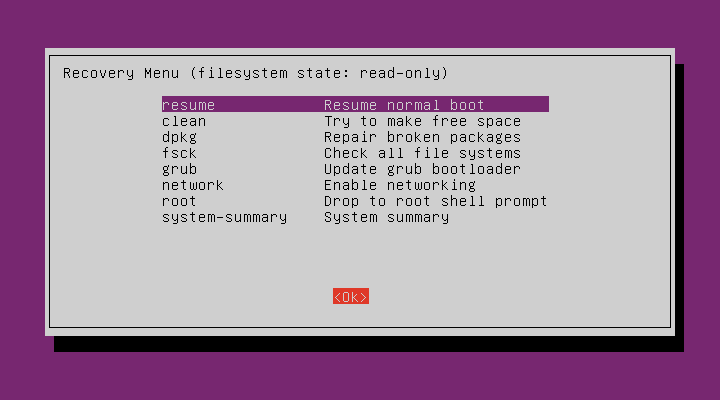 Recovery Menu (filesystem state: read-only)
resume Resume normal boot
clean Try to make free space
dpkg Repair broken packages
fsck Check all file systems
grub Update grub bootloader
network Enable networking
root Drop to root shell prompt
system-summary System summary
<Ok>